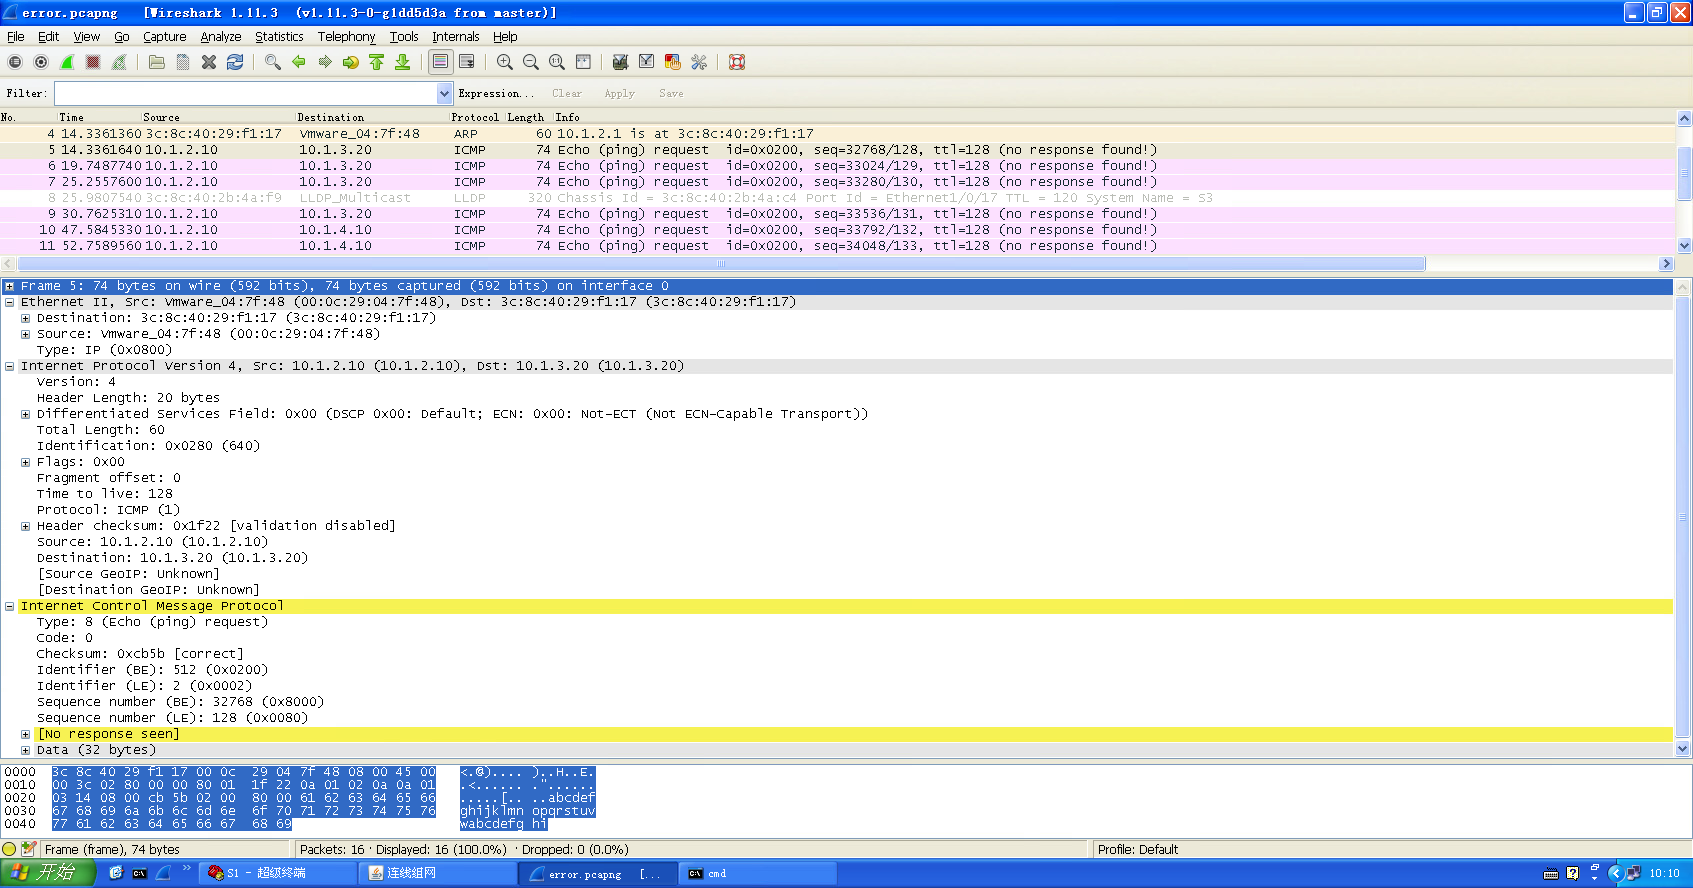 error.pcapng [Wireshark 1.11.3 (v1.11.3-0-g1dd5d3a from master)]
File Edit View Go Capture Analyze Statistics Telephony Tools Internals Help
Filter: Expression... Clear Apply Save
No. Time Source Destination Protocol Length Info
4 14.3361360 3c:8c:40:29:f1:17 Vmware_04:7f:48 ARP 60 10.1.2.1 is at 3c:8c:40:29:f1:17
5 14.3361640 10.1.2.10 10.1.3.20 ICMP 74 Echo (ping) request id=0x0200, seq=32768/128, ttl=128 (no response found!)
6 19.7487740 10.1.2.10 10.1.3.20 ICMP 74 Echo (ping) request id=0x0200, seq=33024/129, ttl=128 (no response found!)
7 25.2557600 10.1.2.10 10.1.3.20 ICMP 74 Echo (ping) request id=0x0200, seq=33280/130, ttl=128 (no response found!)
8 25.9807540 3c:8c:40:2b:4a:f9 LLDP_Multicast LLDP 320 Chassis Id = 3c:8c:40:2b:4a:c4 Port Id = Ethernet1/0/17 TTL = 120 System Name = S3
9 30.7625310 10.1.2.10 10.1.3.20 ICMP 74 Echo (ping) request id=0x0200, seq=33536/131, ttl=128 (no response found!)
10 47.5845330 10.1.2.10 10.1.4.10 ICMP 74 Echo (ping) request id=0x0200, seq=33792/132, ttl=128 (no response found!)
11 52.7589560 10.1.2.10 10.1.4.10 ICMP 74 Echo (ping) request id=0x0200, seq=34048/133, ttl=128 (no response found!)
Frame 5: 74 bytes on wire (592 bits), 74 bytes captured (592 bits) on interface 0
Ethernet II, Src: Vmware_04:7f:48 (00:0c:29:04:7f:48), Dst: 3c:8c:40:29:f1:17 (3c:8c:40:29:f1:17)
Destination: 3c:8c:40:29:f1:17 (3c:8c:40:29:f1:17)
Source: Vmware_04:7f:48 (00:0c:29:04:7f:48)
Type: IP (0x0800)
Internet Protocol Version 4, Src: 10.1.2.10 (10.1.2.10), Dst: 10.1.3.20 (10.1.3.20)
Version: 4
Header Length: 20 bytes
Differentiated Services Field: 0x00 (DSCP 0x00: Default; ECN: 0x00: Not-ECT (Not ECN-Capable Transport))
Total Length: 60
Identification: 0x0280 (640)
Flags: 0x00
Fragment offset: 0
Time to live: 128
Protocol: ICMP (1)
Header checksum: 0x1f22 [validation disabled]
Source: 10.1.2.10 (10.1.2.10)
Destination: 10.1.3.20 (10.1.3.20)
[Source GeoIP: Unknown]
[Destination GeoIP: Unknown]
Internet Control Message Protocol
Type: 8 (Echo (ping) request)
Code: 0
Checksum: 0xcb5b [correct]
Identifier (BE): 512 (0x0200)
Identifier (LE): 2 (0x0002)
Sequence number (BE): 32768 (0x8000)
Sequence number (LE): 128 (0x0080)
[No response seen]
Data (32 bytes)
0000 3c 8c 40 29 f1 17 00 0c 29 04 7f 48 08 00 45 00 <.@).... )..H..E.
0010 00 3c 02 80 00 00 80 01 1f 22 0a 01 02 0a 0a 01 .<...... ."......
0020 03 14 08 00 cb 5b 02 00 80 00 61 62 63 64 65 66 .....[.. ..abcdef
0030 67 68 69 6a 6b 6c 6d 6e 6f 70 71 72 73 74 75 76 ghijklmn opqrstuv
0040 77 61 62 63 64 65 66 67 68 69 wabcdefg hi
Frame (frame), 74 bytes Packets: 16 · Displayed: 16 (100.0%) · Dropped: 0 (0.0%) Profile: Default
开始 S1 - 超级终端 连线组网 error.pcapng [... cmd 10:10